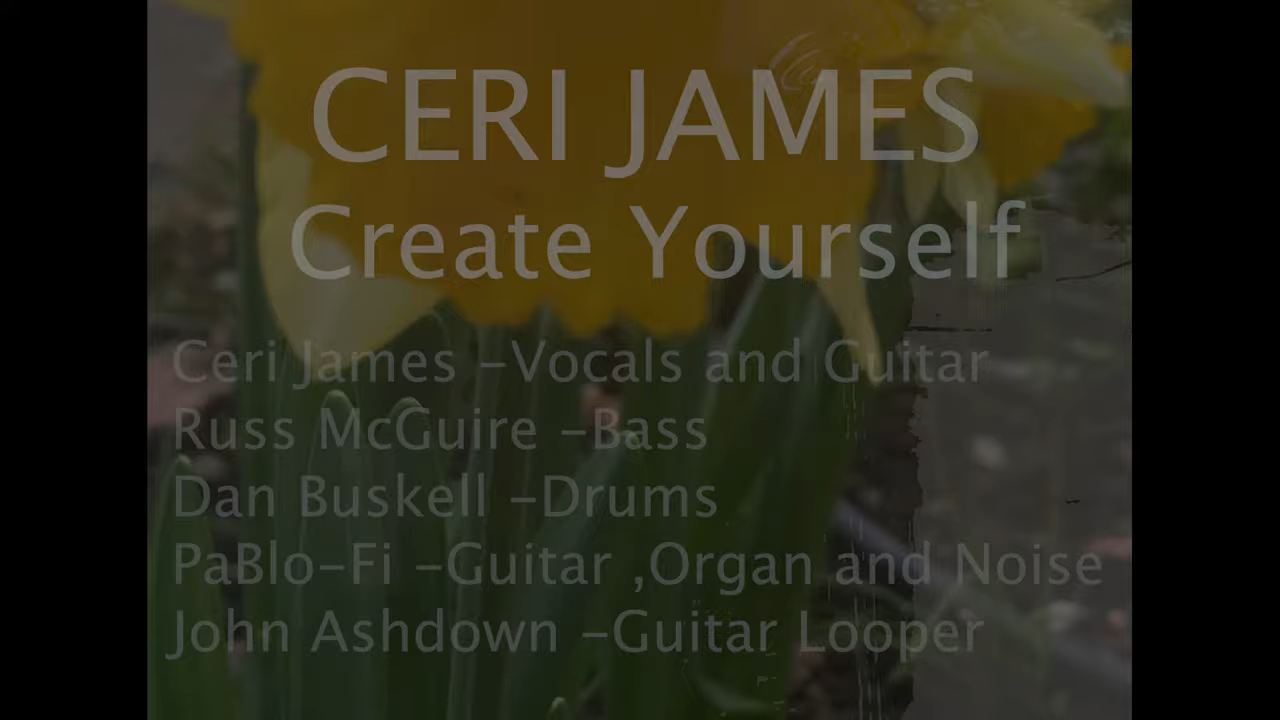 CERI JAMES
Create Yourself
Ceri James -Vocals and Guitar
Russ McGuire -Bass
Dan Buskell -Drums
PaBlo-Fi -Guitar ,Organ and Noise
John Ashdown -Guitar Looper